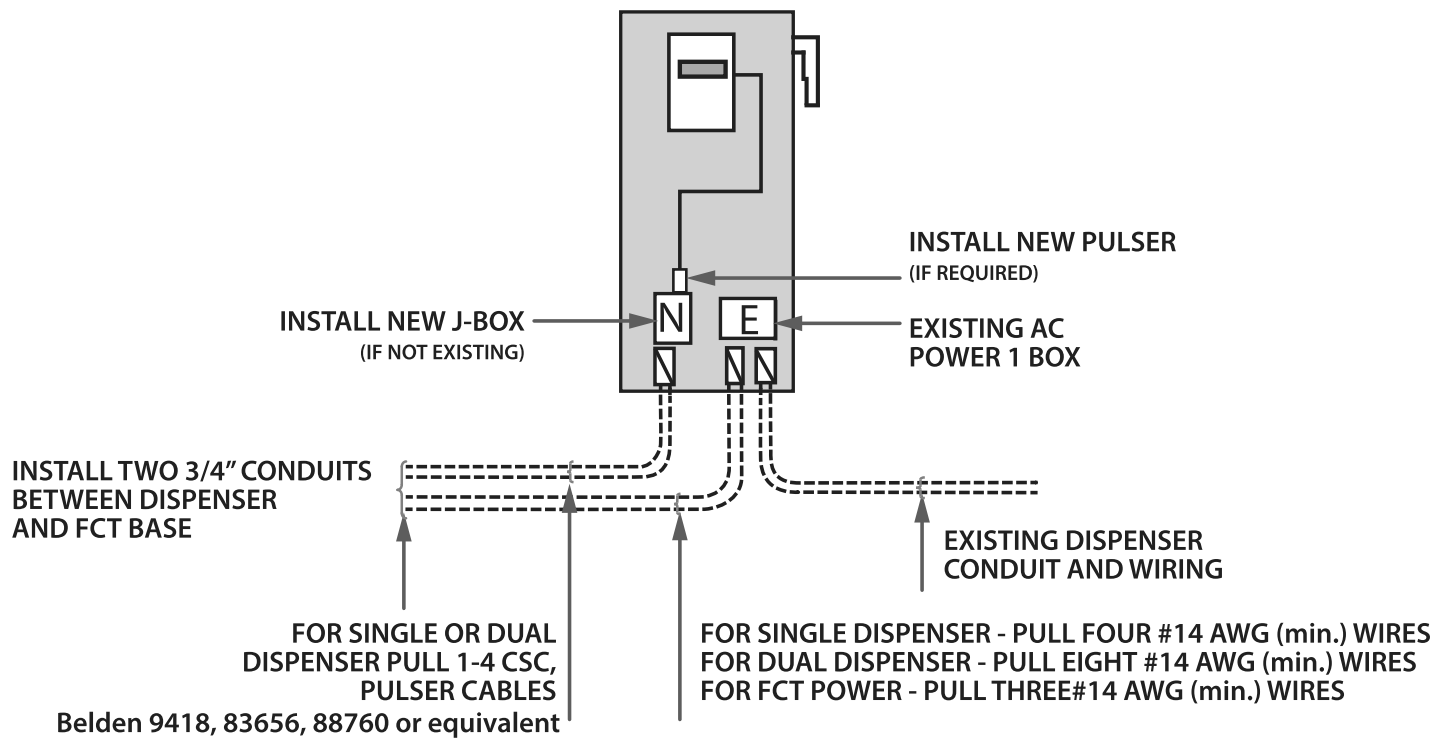 INSTALL NEW PULSER
(IF REQUIRED)
INSTALL NEW J-BOX
(IF NOT EXISTING)
N
E
EXISTING AC
POWER 1 BOX
INSTALL TWO 3/4” CONDUITS
BETWEEN DISPENSER
AND FCT BASE
EXISTING DISPENSER
CONDUIT AND WIRING
FOR SINGLE OR DUAL
DISPENSER PULL 1-4 CSC,
PULSER CABLES
Belden 9418, 83656, 88760 or equivalent
FOR SINGLE DISPENSER - PULL FOUR #14 AWG (min.) WIRES
FOR DUAL DISPENSER - PULL EIGHT #14 AWG (min.) WIRES
FOR FCT POWER - PULL THREE#14 AWG (min.) WIRES